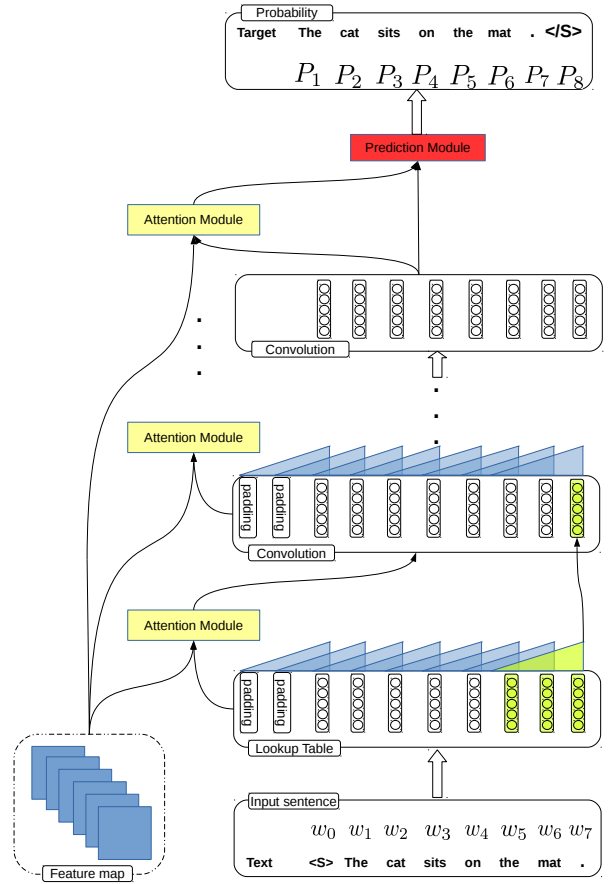 Probability
Target The cat sits on the mat . </S>
P1 P2 P3 P4 P5 P6 P7 P8
Prediction Module
Attention Module
Convolution
Attention Module
padding padding
Convolution
Attention Module
padding padding
Lookup Table
Input sentence
w0 w1 w2 w3 w4 w5 w6 w7
Text <S> The cat sits on the mat .
Feature map